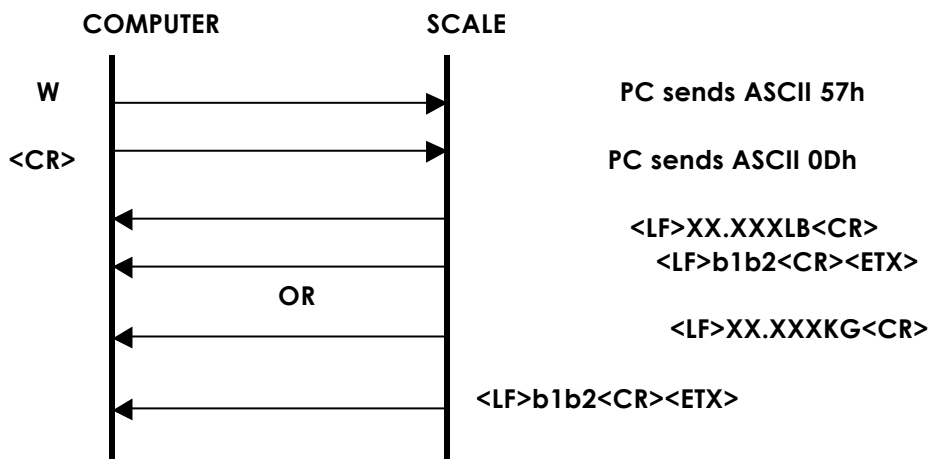 COMPUTER SCALE
W PC sends ASCII 57h
<CR> PC sends ASCII 0Dh
<LF>XX.XXXLB<CR>
<LF>b1b2<CR><ETX>
OR
<LF>XX.XXXKG<CR>
<LF>b1b2<CR><ETX>